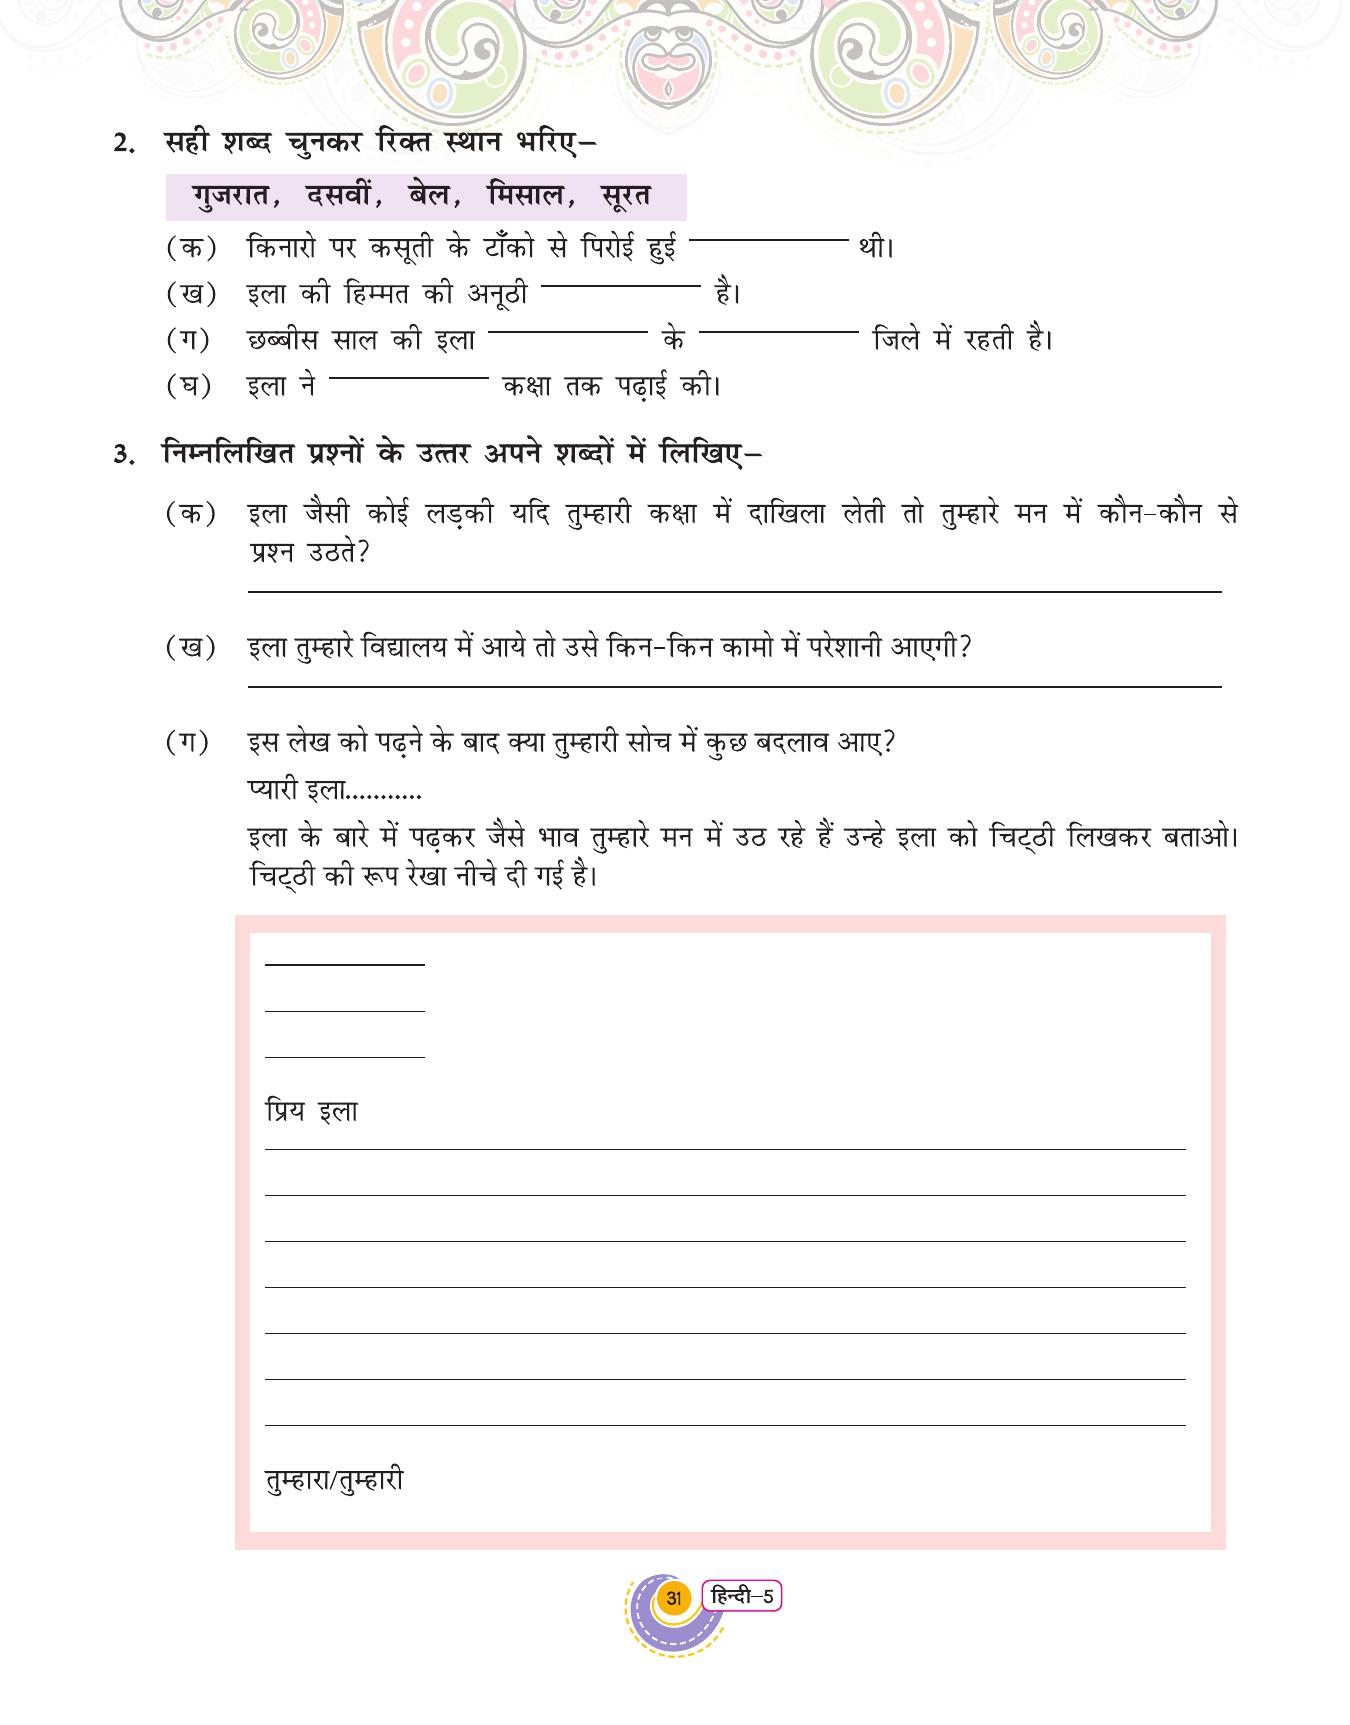 2. सही शब्द चुनकर रिक्त स्थान भरिए–
गुजरात, दसवीं, बेल, मिसाल, सूरत
(क) किनारो पर कसूती के टाँको से पिरोई हुई __________ थी।
(ख) इला की हिम्मत की अनूठी __________ है।
(ग) छब्बीस साल की इला __________ के __________ जिले में रहती है।
(घ) इला ने __________ कक्षा तक पढ़ाई की।
3. निम्नलिखित प्रश्नों के उत्तर अपने शब्दों में लिखिए–
(क) इला जैसी कोई लड़की यदि तुम्हारी कक्षा में दाखिला लेती तो तुम्हारे मन में कौन-कौन से
प्रश्न उठते?
(ख) इला तुम्हारे विद्यालय में आये तो उसे किन-किन कामो में परेशानी आएगी?
(ग) इस लेख को पढ़ने के बाद क्या तुम्हारी सोच में कुछ बदलाव आए?
प्यारी इला...........
इला के बारे में पढ़कर जैसे भाव तुम्हारे मन में उठ रहे हैं उन्हे इला को चिट्ठी लिखकर बताओ।
चिट्ठी की रूप रेखा नीचे दी गई है।
प्रिय इला
तुम्हारा/तुम्हारी
31 हिन्दी–5